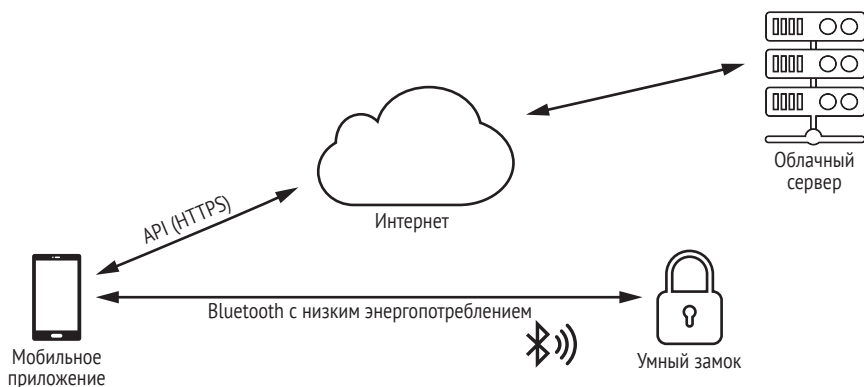 Облачный
сервер
Интернет
API (HTTPS)
Bluetooth с низким энергопотреблением
Мобильное
приложение
Умный замок